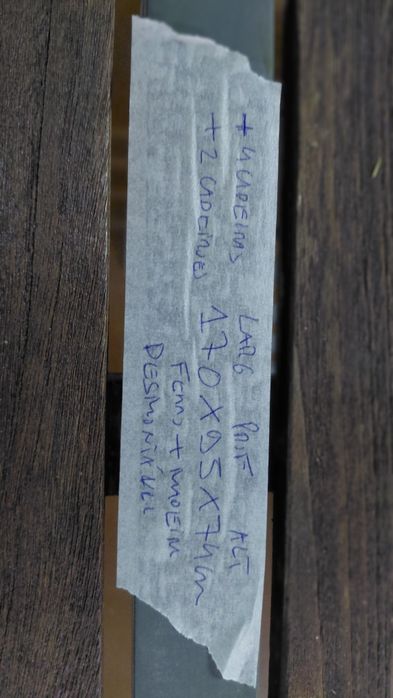 + 4 CADEIRAS LARG PROF ALT
+ 2 CADEIRAS 170 X 95 X 74cm
FERRO + MADEIRA
DESMONTÁVEL